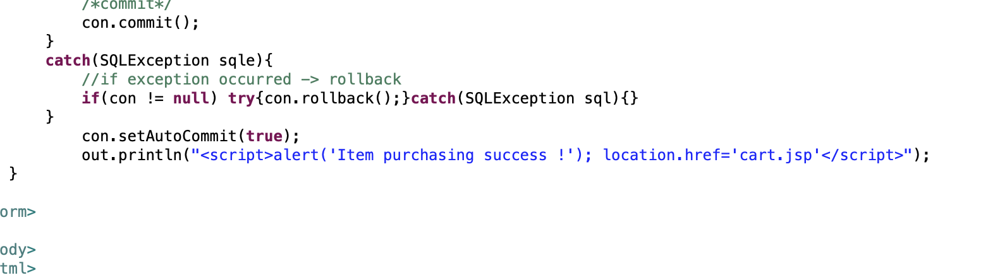 /*commit*/
con.commit();
}
catch(SQLException sqle){
//if exception occurred -> rollback
if(con != null) try{con.rollback();}catch(SQLException sql){}
}
con.setAutoCommit(true);
out.println("<script>alert('Item purchasing success !'); location.href='cart.jsp'</script>");
}
orm>
ody>
tml>